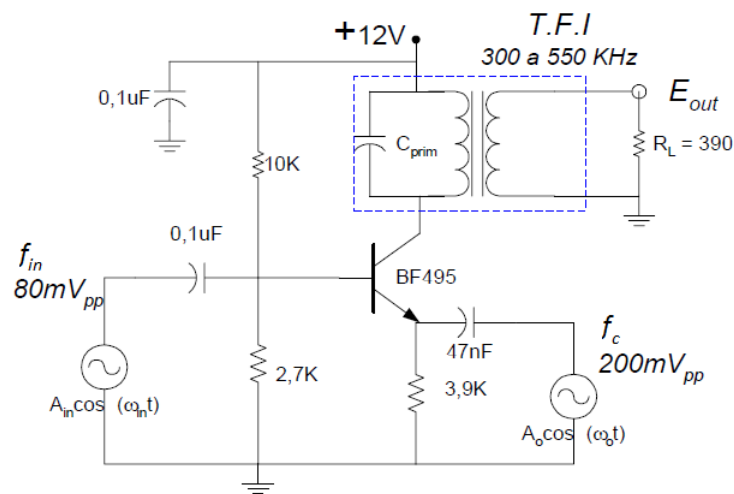 +12V
T.F.I
300 a 550 KHz
0,1uF
E_out
C_prim
R_L = 390
10K
0,1uF
f_in
80mV_pp
BF495
f_c
200mV_pp
47nF
2,7K
3,9K
A_in cos (ω_in t)
A_o cos (ω_o t)